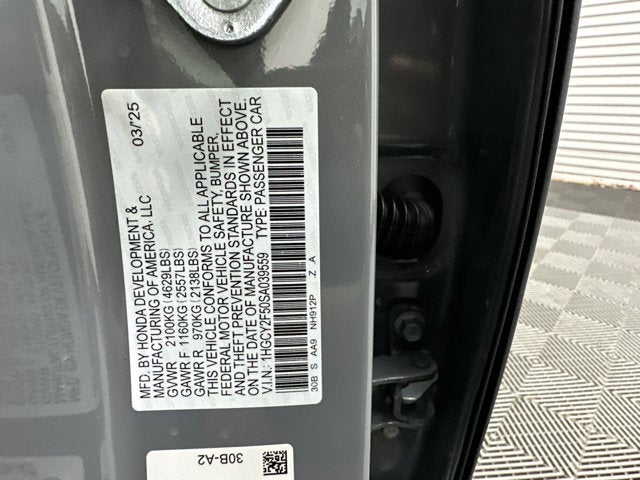 MFD. BY HONDA DEVELOPMENT & 03/'25
MANUFACTURING OF AMERICA, LLC
GVWR 2100KG (4629LBS)
GAWR F 1160KG (2557LBS)
GAWR R 970KG (2138LBS)
THIS VEHICLE CONFORMS TO ALL APPLICABLE
FEDERAL MOTOR VEHICLE SAFETY, BUMPER,
AND THEFT PREVENTION STANDARDS IN EFFECT
ON THE DATE OF MANUFACTURE SHOWN ABOVE.
V.I.N.: 1HGCY2F50SA039559 TYPE: PASSENGER CAR
30B S AA9 NH912P Z A
30B-A2